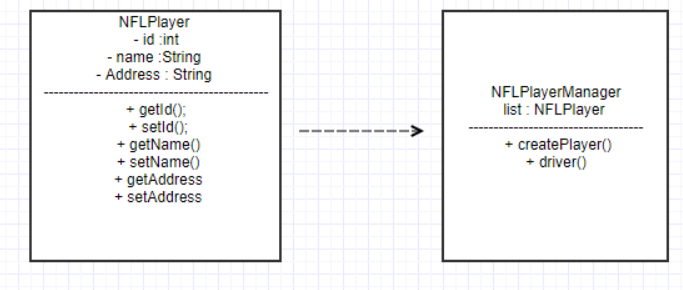 NFLPlayer
- id :int
- name :String
- Address : String
+ getId();
+ setId();
+ getName()
+ setName()
+ getAddress
+ setAddress
NFLPlayerManager
list : NFLPlayer
+ createPlayer()
+ driver()